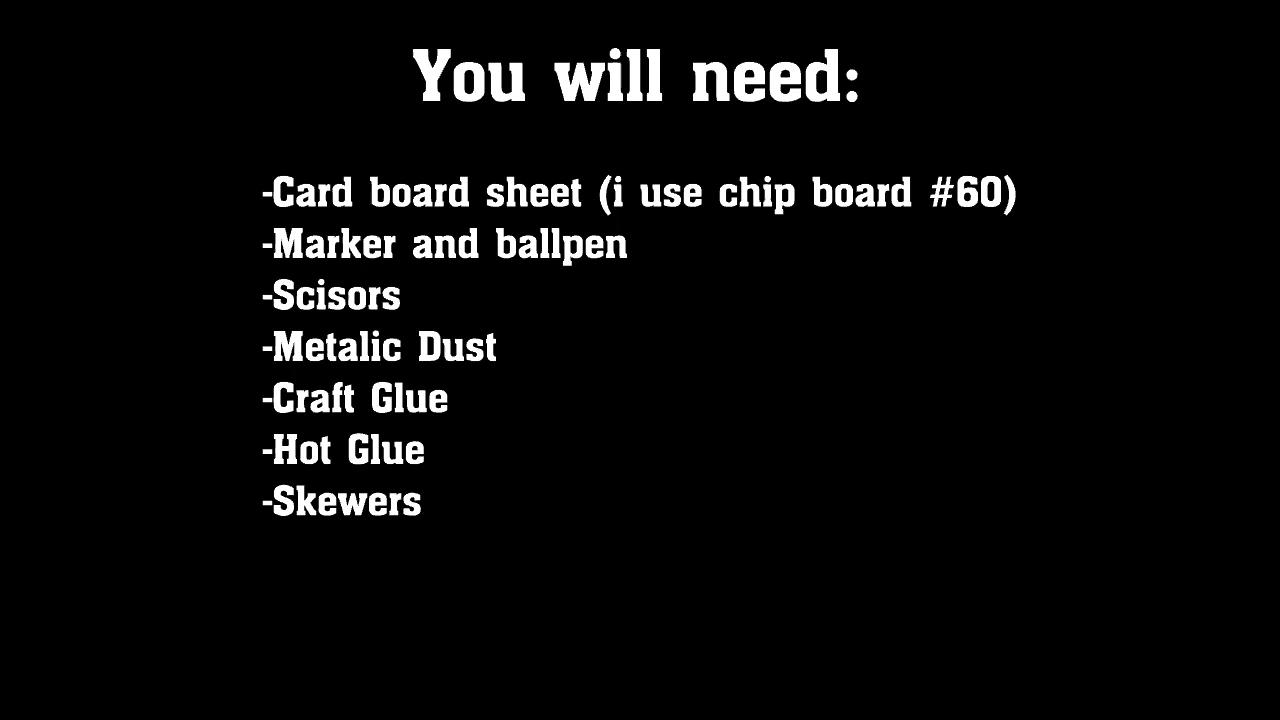 You will need:
-Card board sheet (i use chip board #60)
-Marker and ballpen
-Scisors
-Metalic Dust
-Craft Glue
-Hot Glue
-Skewers